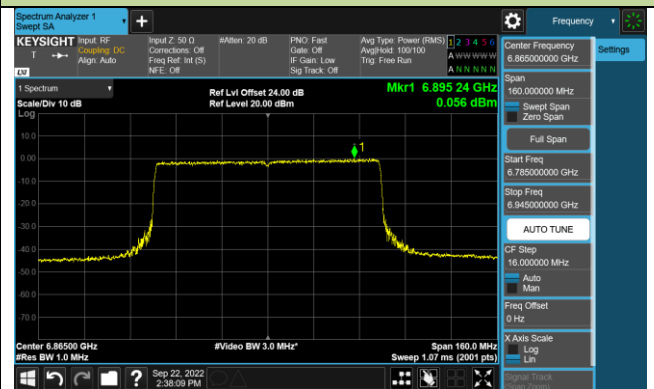 Spectrum Analyzer 1
Swept SA
+
Frequency
KEYSIGHT
Input: RF
Coupling: DC
Align: Auto
Input Z: 50 Ω
Corrections: Off
Freq Ref: Int (S)
NFE: Off
#Atten: 20 dB
PNO: Fast
Gate: Off
IF Gain: Low
Sig Track: Off
Avg Type: Power (RMS)
Avg|Hold: 100/100
Trig: Free Run
1 2 3 4 5 6
A W W W W W
A N N N N N
T
LXI
1 Spectrum
Scale/Div 10 dB
Log
Ref Lvl Offset 24.00 dB
Ref Level 20.00 dBm
Mkr1 6.895 24 GHz
0.056 dBm
1
10.0
0.00
-10.0
-20.0
-30.0
-40.0
-50.0
-60.0
-70.0
Center 6.86500 GHz
#Res BW 1.0 MHz
#Video BW 3.0 MHz*
Span 160.0 MHz
Sweep 1.07 ms (2001 pts)
Sep 22, 2022
2:38:09 PM
?
Center Frequency
6.865000000 GHz
Settings
Span
160.000000 MHz
Swept Span
Zero Span
Full Span
Start Freq
6.785000000 GHz
Stop Freq
6.945000000 GHz
AUTO TUNE
CF Step
16.000000 MHz
Auto
Man
Freq Offset
0 Hz
X Axis Scale
Log
Lin
Signal Track
(Span Zoom)